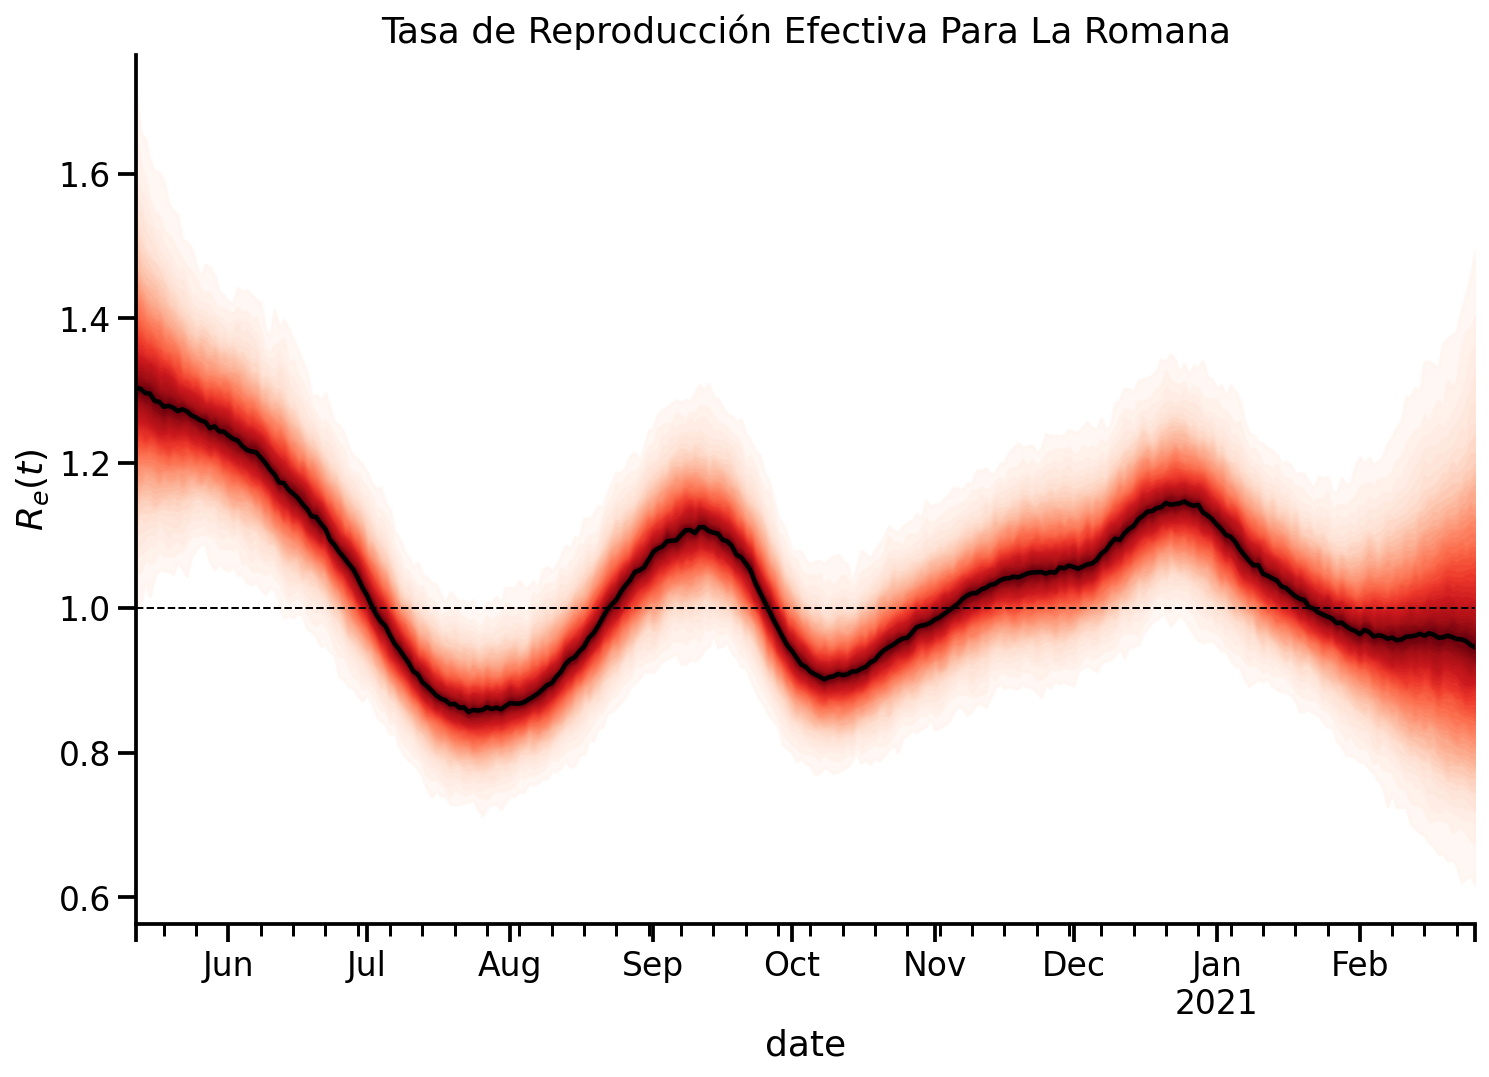 Tasa de Reproducción Efectiva Para La Romana
1.6
1.4
1.2
1.0
0.8
0.6
Rₑ(t)
Jun Jul Aug Sep Oct Nov Dec Jan Feb
2021
date